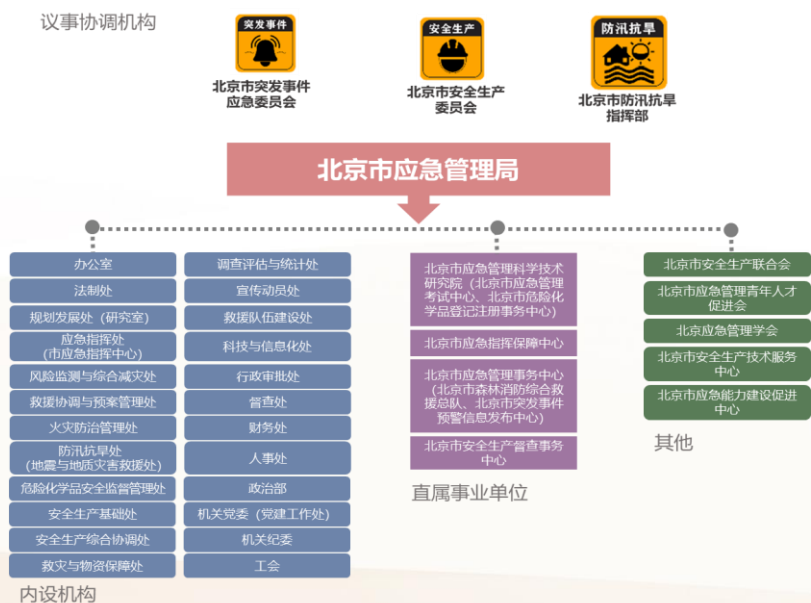 议事协调机构
突发事件
北京市突发事件
应急委员会
安全生产
北京市安全生产
委员会
防汛抗旱
北京市防汛抗旱
指挥部
北京市应急管理局
办公室
法制处
规划发展处（研究室）
应急指挥处
(市应急指挥中心)
风险监测与综合减灾处
救援协调与预案管理处
火灾防治管理处
防汛抗旱处
(地震与地质灾害救援处)
危险化学品安全监督管理处
安全生产基础处
安全生产综合协调处
救灾与物资保障处
调查评估与统计处
宣传动员处
救援队伍建设处
科技与信息化处
行政审批处
督查处
财务处
人事处
政治部
机关党委（党建工作处）
机关纪委
工会
内设机构
北京市应急管理科学技术
研究院（北京市应急管理
考试中心、北京市危险化
学品登记注册事务中心）
北京市应急指挥保障中心
北京市应急管理事务中心
(北京市森林消防综合救
援总队、北京市突发事件
预警信息发布中心)
北京市安全生产督查事务
中心
直属事业单位
北京市安全生产联合会
北京市应急管理青年人才
促进会
北京应急管理学会
北京市安全生产技术服务
中心
北京市应急能力建设促进
中心
其他